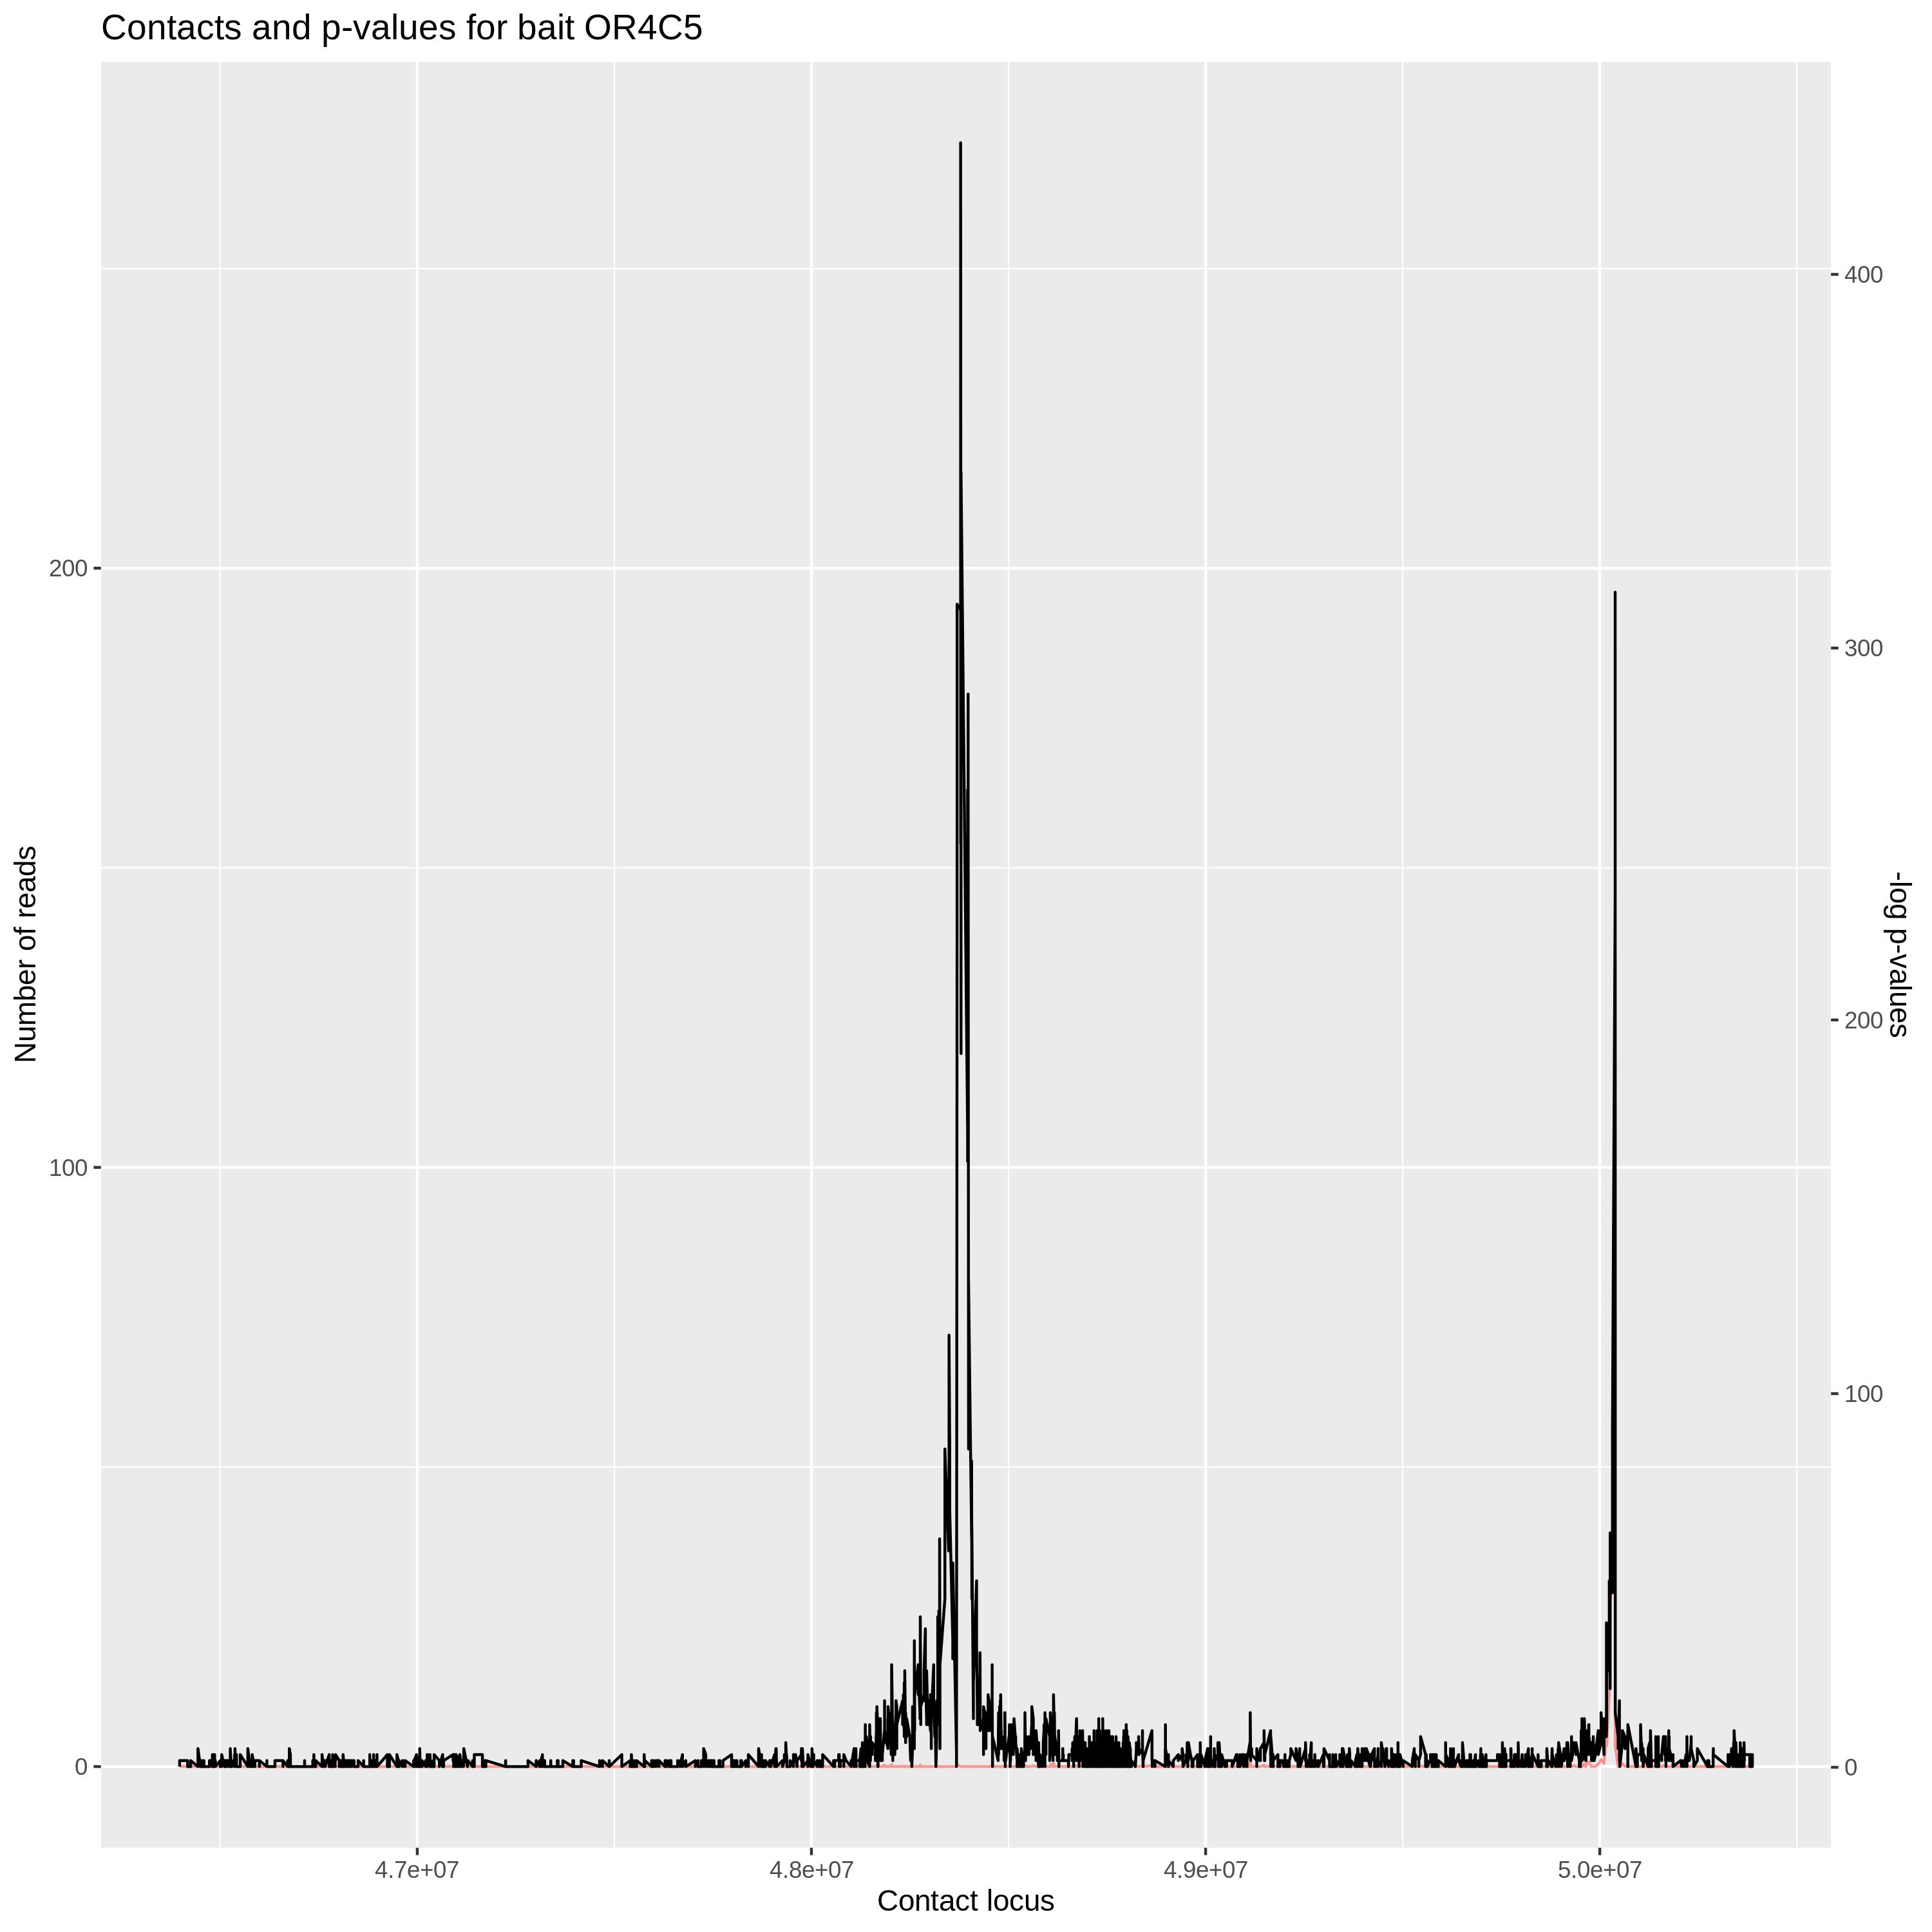 Contacts and p-values for bait OR4C5
Number of reads
200
100
0
400
300
200
100
0
-log p-values
4.7e+07 4.8e+07 4.9e+07 5.0e+07
Contact locus